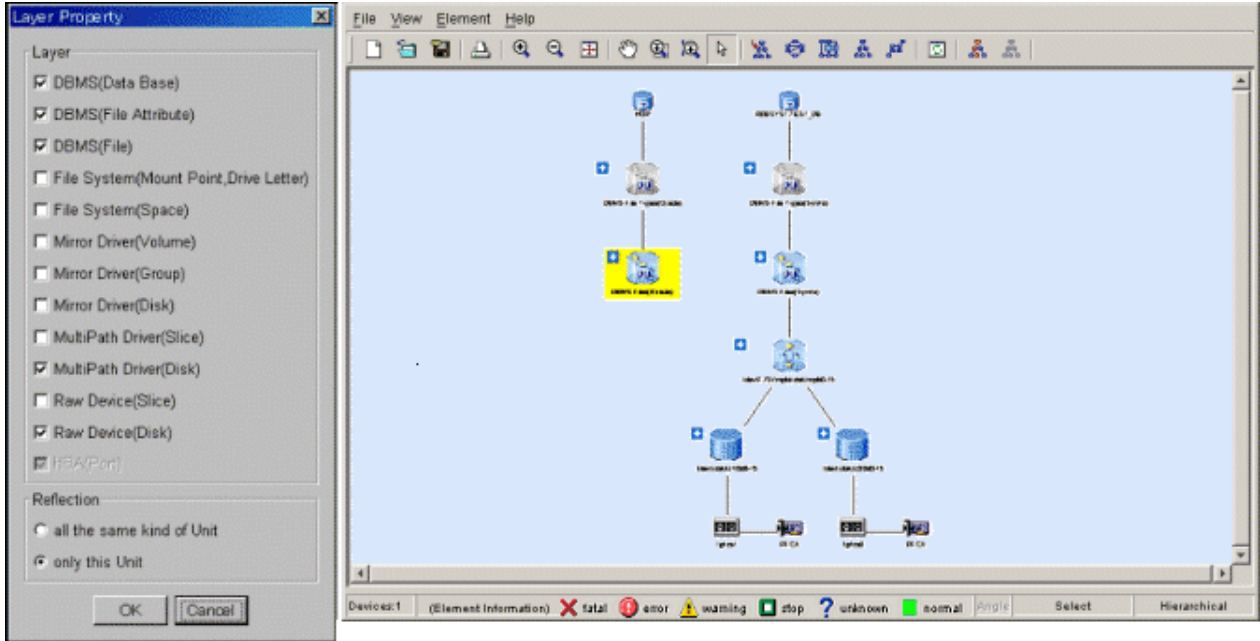 Layer Property
Layer
DBMS(Data Base)
DBMS(File Attribute)
DBMS(File)
File System(Mount Point,Drive Letter)
File System(Space)
Mirror Driver(Volume)
Mirror Driver(Group)
Mirror Driver(Disk)
MultiPath Driver(Slice)
MultiPath Driver(Disk)
Raw Device(Slice)
Raw Device(Disk)
HBA(Port)
Reflection
all the same kind of Unit
only this Unit
OK Cancel
File View Element Help
Devices:1 (Element Information) fatal error warning stop unknown normal Angle Select Hierarchical